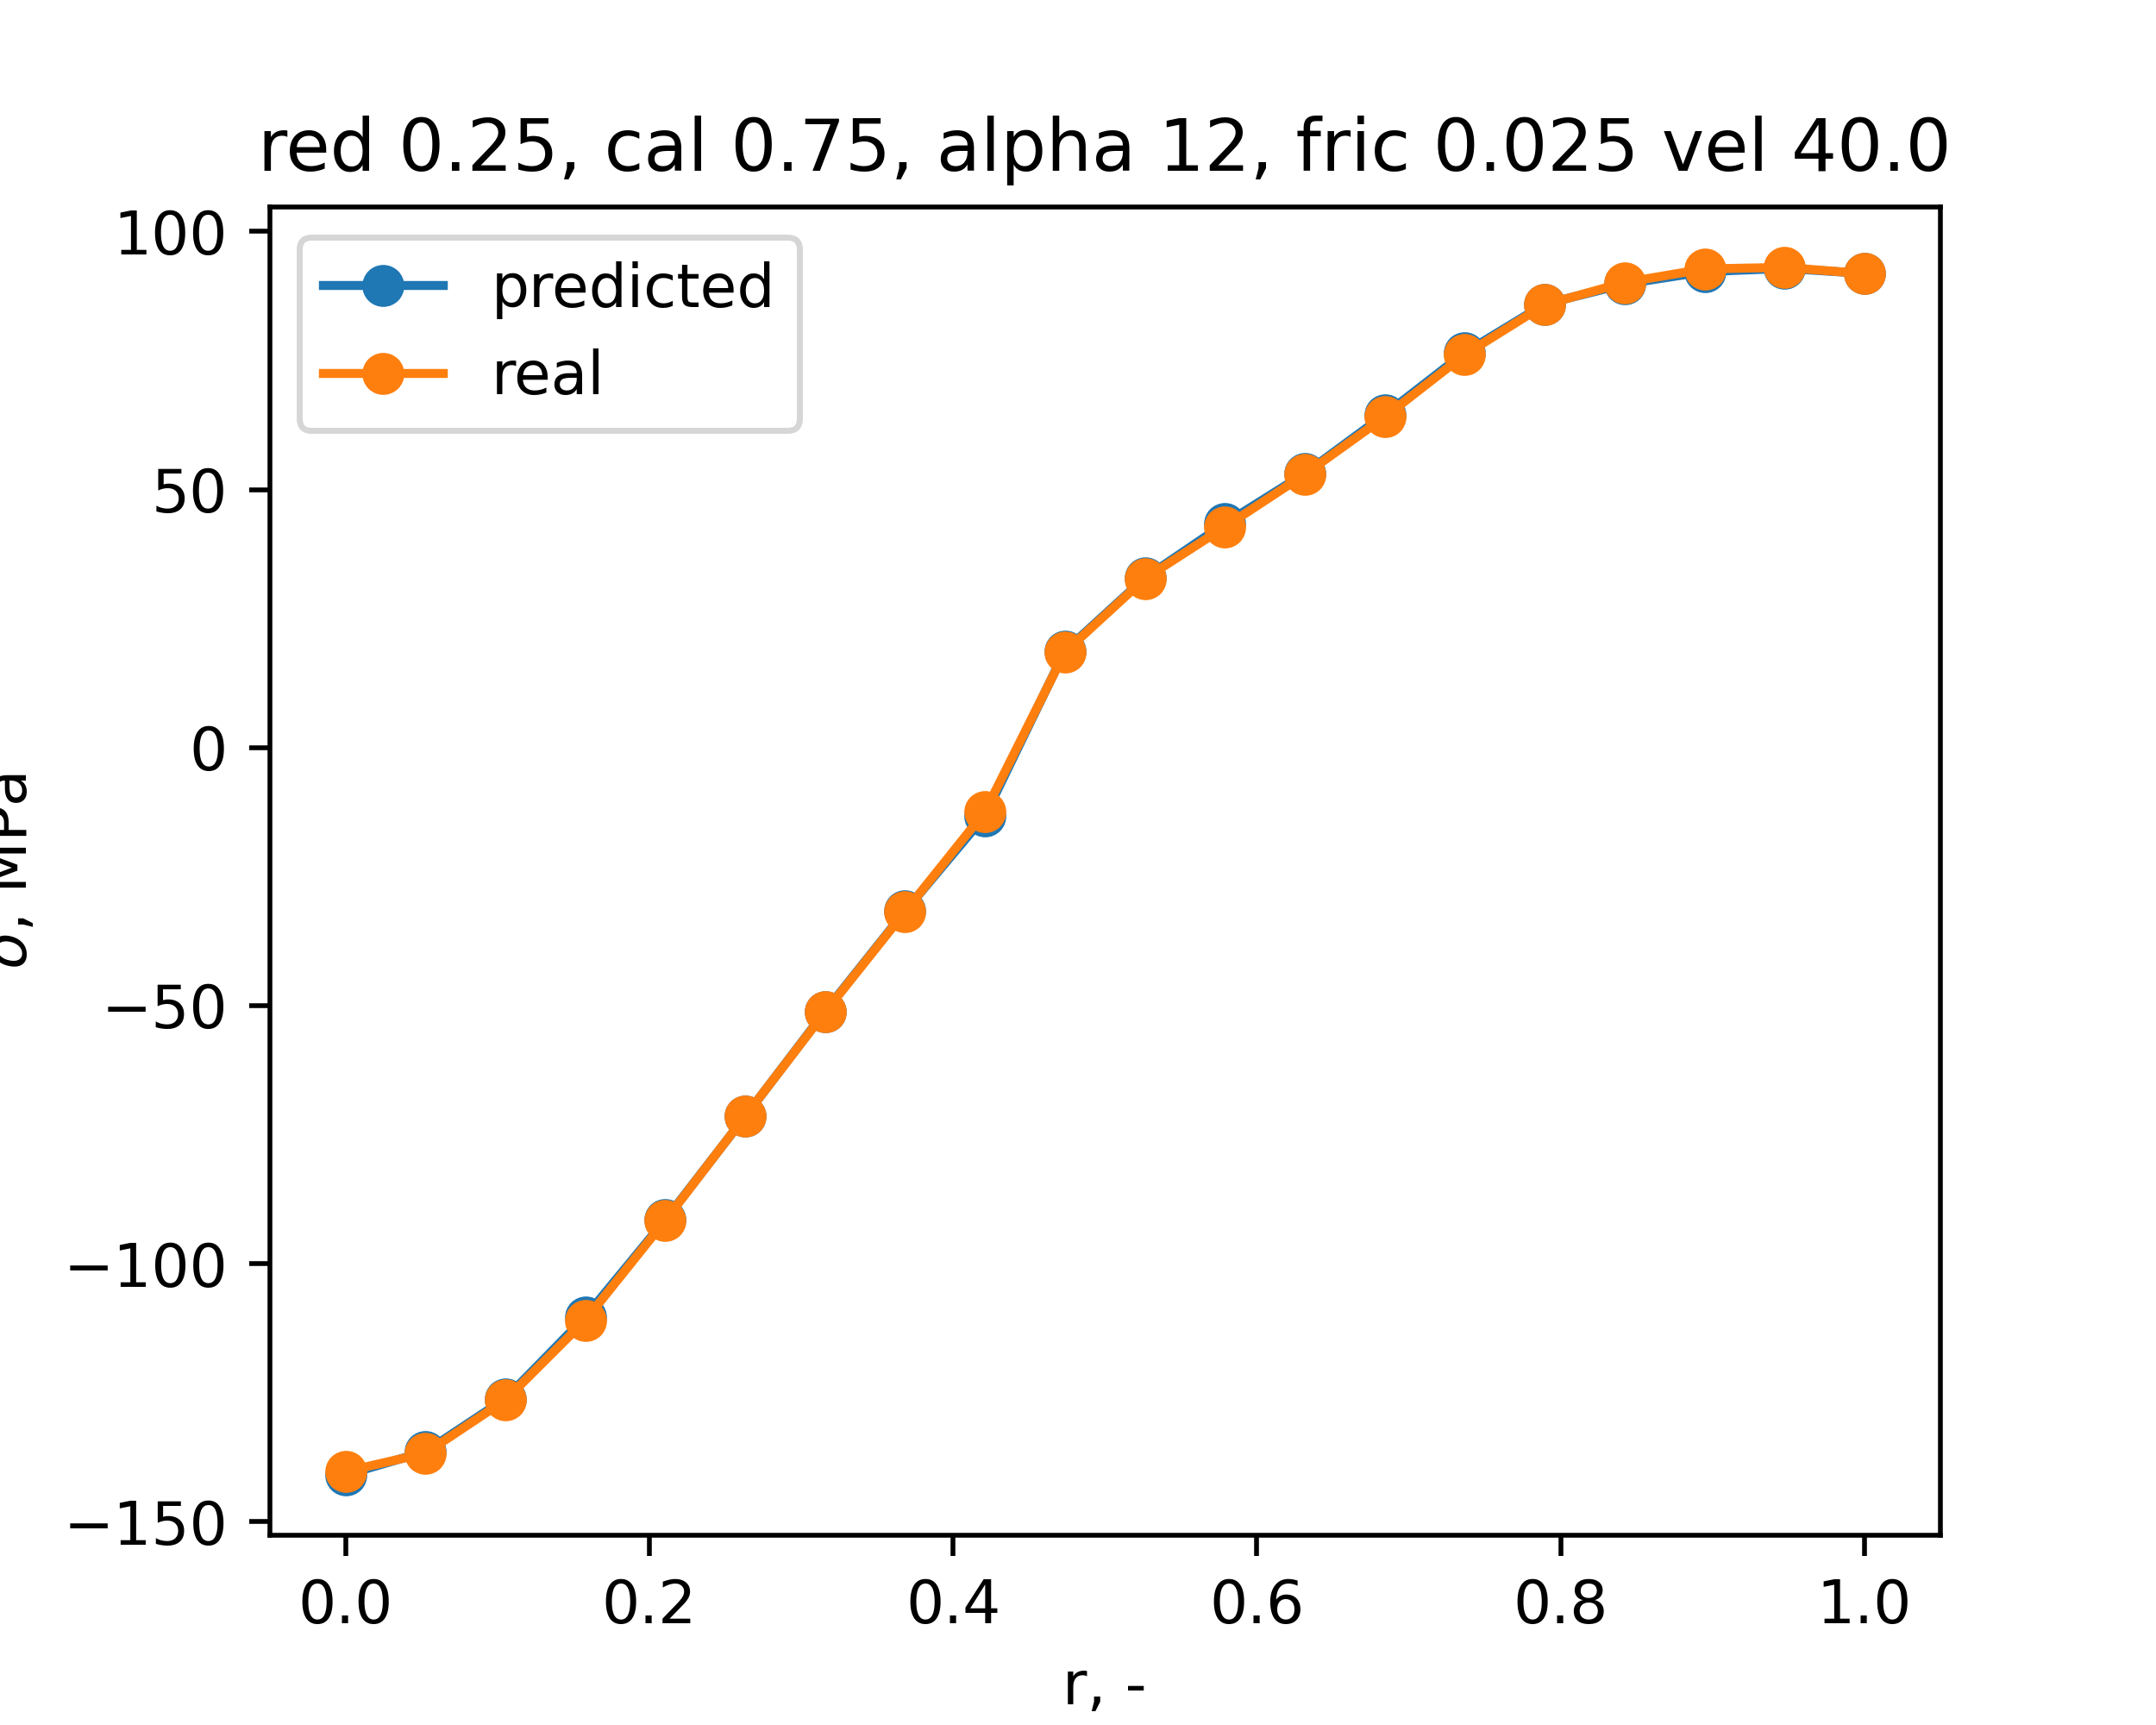 red 0.25, cal 0.75, alpha 12, fric 0.025 vel 40.0
predicted
real
100
50
0
−50
−100
−150
σ, MPa
0.0 0.2 0.4 0.6 0.8 1.0
r, -